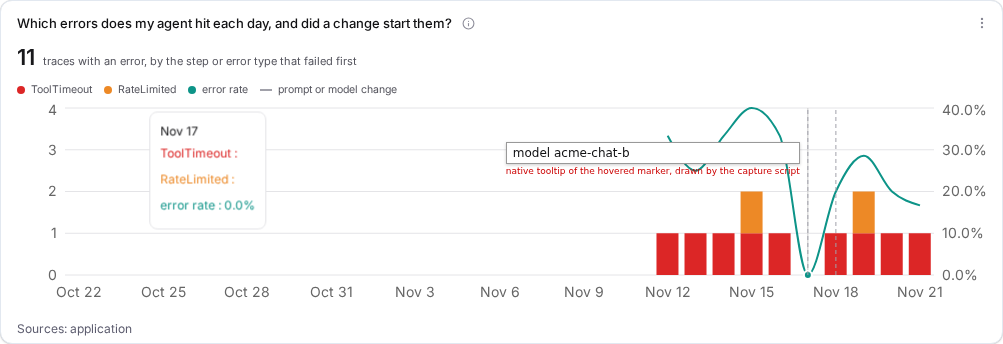 Which errors does my agent hit each day, and did a change start them?
11 traces with an error, by the step or error type that failed first
ToolTimeout RateLimited error rate prompt or model change
4 40.0%
Nov 17
ToolTimeout :
RateLimited :
error rate : 0.0%
model acme-chat-b
native tooltip of the hovered marker, drawn by the capture script
3 30.0%
2 20.0%
1 10.0%
0 0.0%
Oct 22 Oct 25 Oct 28 Oct 31 Nov 3 Nov 6 Nov 9 Nov 12 Nov 15 Nov 18 Nov 21
Sources: application